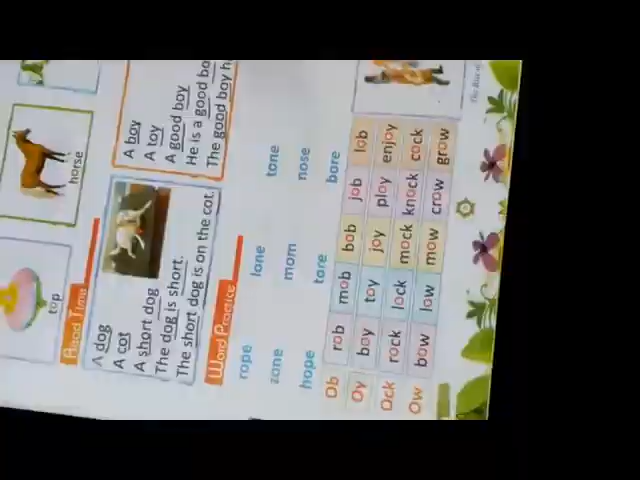 top
horse
Read Time
A dog
A cot
A short dog
The dog is short.
The short dog is on the cot.
A boy
A toy
A good boy
He is a good bo
The good boy h
Word Practice
rope lone tone
zone mom nose
hope tore bore
Ob rob mob bob job lob
Oy boy toy joy ploy enjoy
Ock rock lock mock knock cock
Ow bow low mow crow grow